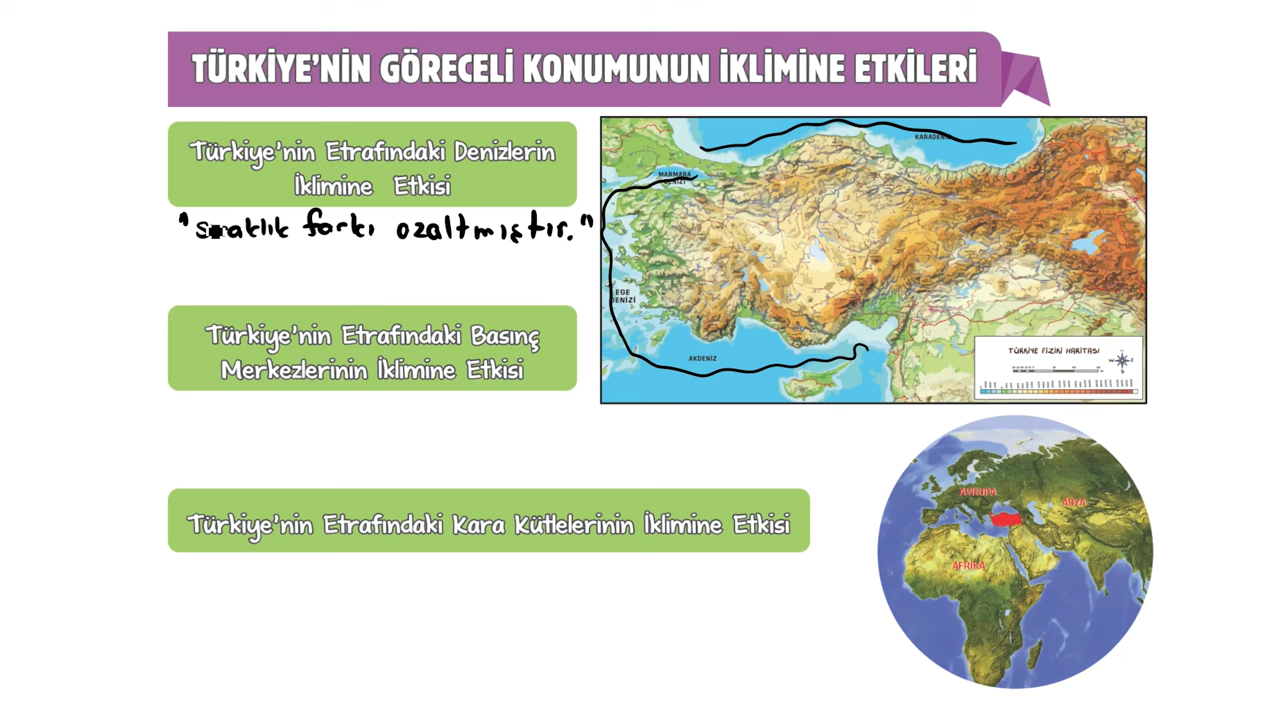 TÜRKİYE'NİN GÖRECELİ KONUMUNUN İKLİMİNE ETKİLERİ
Türkiye'nin Etrafındaki Denizlerin
İklimine Etkisi
farkı azaltmıştır."
Türkiye'nin Etrafındaki Basınç
Merkezlerinin İklimine Etkisi
Türkiye'nin Etrafındaki Kara Kütlelerinin İklimine Etkisi
KARADENİZ
MARMARA
DENİZİ
EGE
DENİZİ
AKDENİZ
TÜRKİYE FİZİKİ HARİTASI
W
E
S
AVRUPA
ASYA
AFRİKA